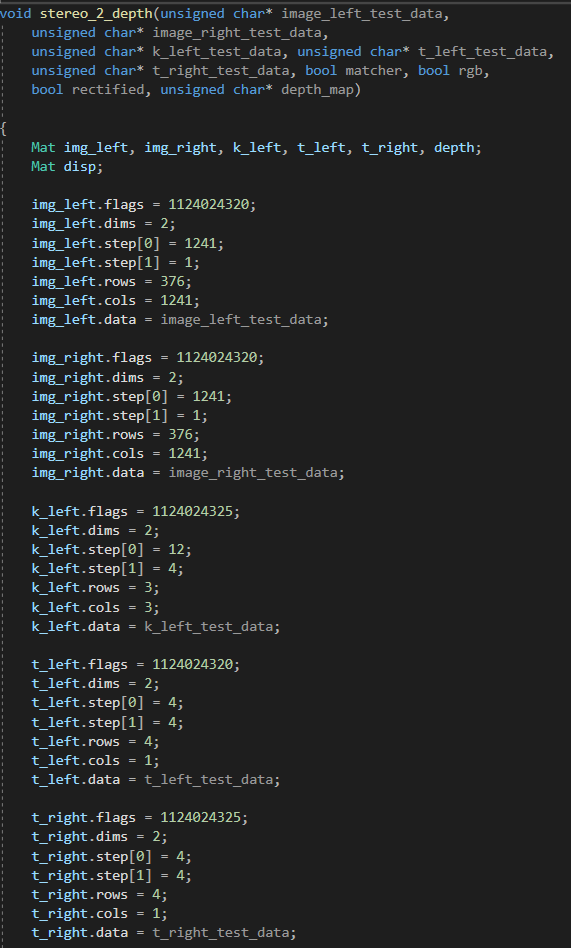 void stereo_2_depth(unsigned char* image_left_test_data,
unsigned char* image_right_test_data,
unsigned char* k_left_test_data, unsigned char* t_left_test_data,
unsigned char* t_right_test_data, bool matcher, bool rgb,
bool rectified, unsigned char* depth_map)
{
Mat img_left, img_right, k_left, t_left, t_right, depth;
Mat disp;
img_left.flags = 1124024320;
img_left.dims = 2;
img_left.step[0] = 1241;
img_left.step[1] = 1;
img_left.rows = 376;
img_left.cols = 1241;
img_left.data = image_left_test_data;
img_right.flags = 1124024320;
img_right.dims = 2;
img_right.step[0] = 1241;
img_right.step[1] = 1;
img_right.rows = 376;
img_right.cols = 1241;
img_right.data = image_right_test_data;
k_left.flags = 1124024325;
k_left.dims = 2;
k_left.step[0] = 12;
k_left.step[1] = 4;
k_left.rows = 3;
k_left.cols = 3;
k_left.data = k_left_test_data;
t_left.flags = 1124024320;
t_left.dims = 2;
t_left.step[0] = 4;
t_left.step[1] = 4;
t_left.rows = 4;
t_left.cols = 1;
t_left.data = t_left_test_data;
t_right.flags = 1124024325;
t_right.dims = 2;
t_right.step[0] = 4;
t_right.step[1] = 4;
t_right.rows = 4;
t_right.cols = 1;
t_right.data = t_right_test_data;